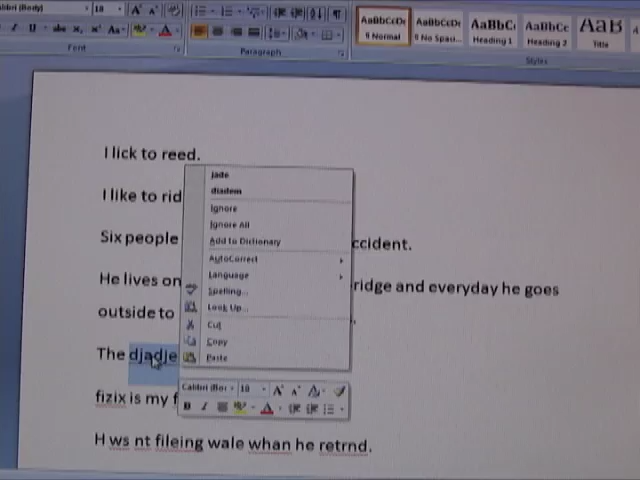 18
Font
Paragraph
Styles
AaBbCcDc
AaBbCcDc
AaBbC
AaBbCc
AaB
¶ Normal
¶ No Spaci...
Heading 1
Heading 2
Title
I lick to reed.
I like to rid
Six people
ccident.
He lives on
ridge and everyday he goes
outside to
The djadje
fizix is my f
H ws nt fileing wale whan he retrnd.
jade
diadem
Ignore
Ignore All
Add to Dictionary
AutoCorrect
Language
Spelling...
Look Up...
Cut
Copy
Paste
18
B I